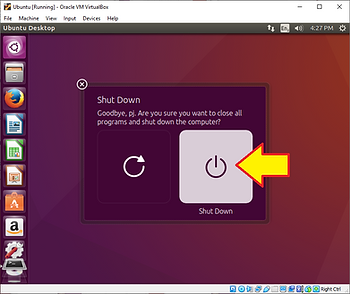 Ubuntu [Running] - Oracle VM VirtualBox
File Machine View Input Devices Help
Ubuntu Desktop En 4:27 PM
Shut Down
Goodbye, pj. Are you sure you want to close all
programs and shut down the computer?
Shut Down
Right Ctrl